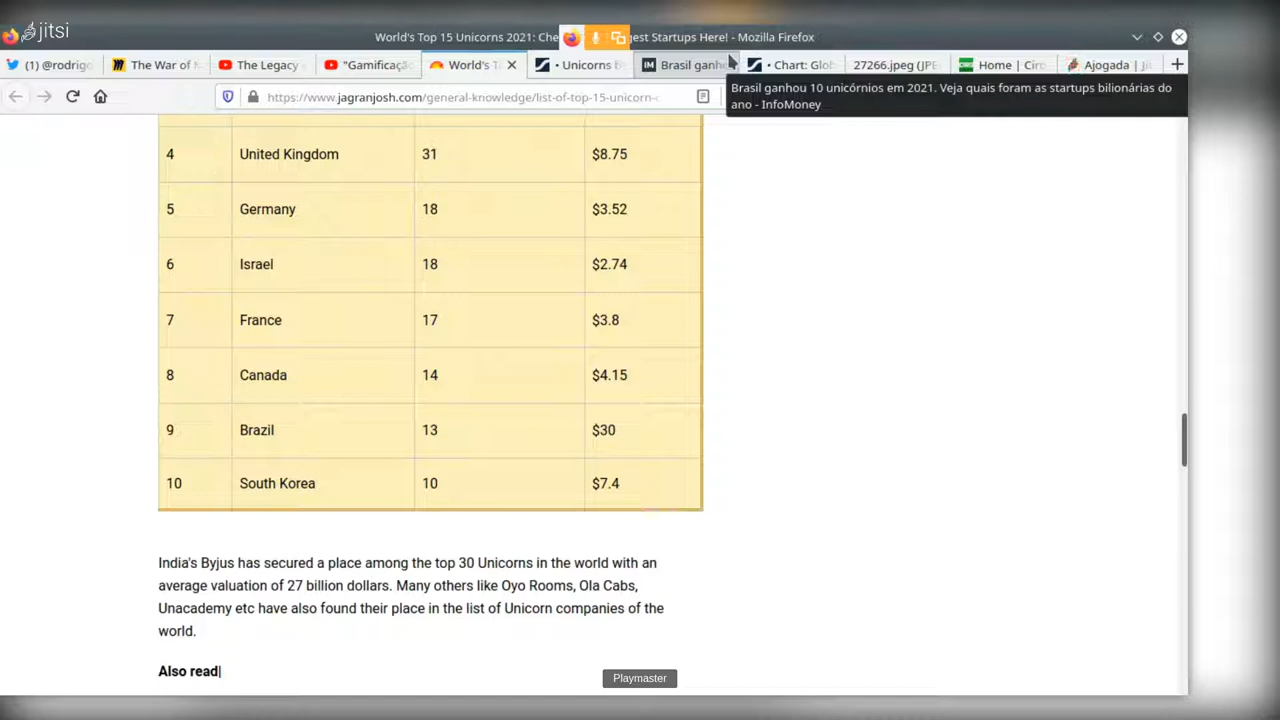 jitsi
World's Top 15 Unicorns 2021: Che gest Startups Here! - Mozilla Firefox
(1) @rodrigo
The War of
The Legacy
"Gamificaçã
World's T
• Unicorns B
Brasil ganho
• Chart: Glo
27266.jpeg (JPE
Home | Ciro
Ajogada | Ji
https://www.jagranjosh.com/general-knowledge/list-of-top-15-unicorn-c
Brasil ganhou 10 unicórnios em 2021. Veja quais foram as startups bilionárias do
ano - InfoMoney
4 United Kingdom 31 $8.75
5 Germany 18 $3.52
6 Israel 18 $2.74
7 France 17 $3.8
8 Canada 14 $4.15
9 Brazil 13 $30
10 South Korea 10 $7.4
India's Byjus has secured a place among the top 30 Unicorns in the world with an
average valuation of 27 billion dollars. Many others like Oyo Rooms, Ola Cabs,
Unacademy etc have also found their place in the list of Unicorn companies of the
world.
Also read|
Playmaster